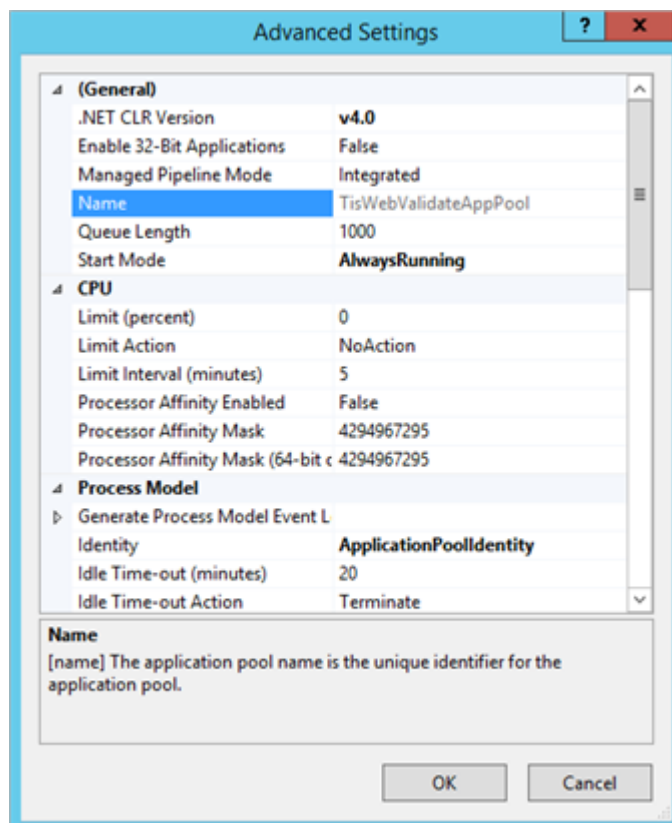 Advanced Settings
? x
(General)
.NET CLR Version v4.0
Enable 32-Bit Applications False
Managed Pipeline Mode Integrated
Name TisWebValidateAppPool
Queue Length 1000
Start Mode AlwaysRunning
CPU
Limit (percent) 0
Limit Action NoAction
Limit Interval (minutes) 5
Processor Affinity Enabled False
Processor Affinity Mask 4294967295
Processor Affinity Mask (64-bit c 4294967295
Process Model
Generate Process Model Event L
Identity ApplicationPoolIdentity
Idle Time-out (minutes) 20
Idle Time-out Action Terminate
Name
[name] The application pool name is the unique identifier for the
application pool.
OK Cancel